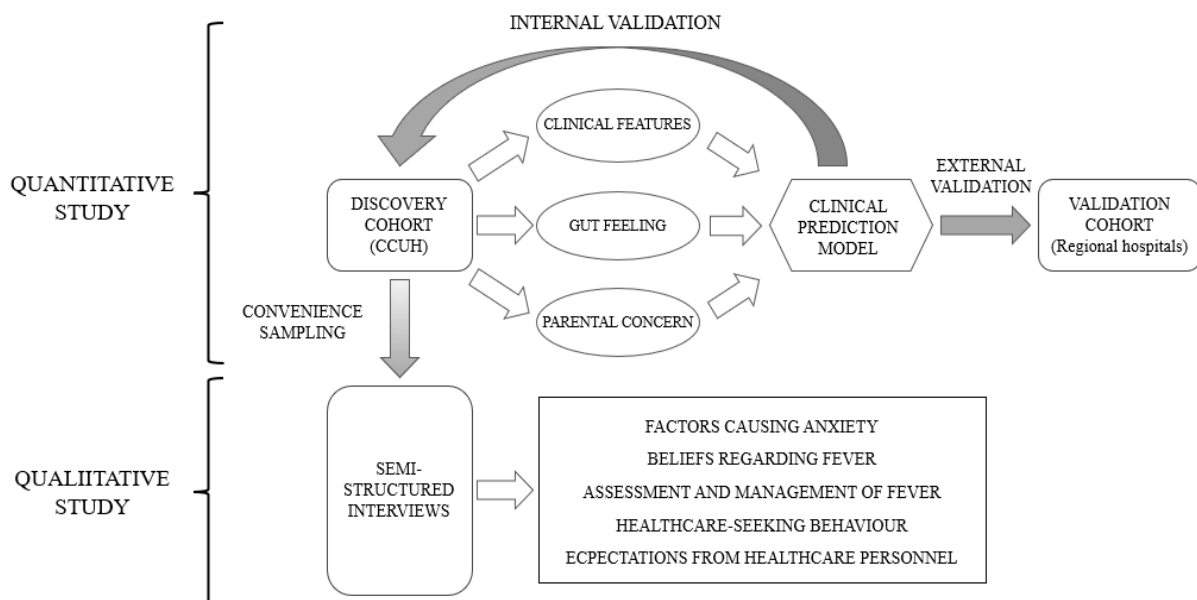 INTERNAL VALIDATION
QUANTITATIVE
STUDY
DISCOVERY
COHORT
(CCUH)
CLINICAL FEATURES
GUT FEELING
PARENTAL CONCERN
CLINICAL
PREDICTION
MODEL
EXTERNAL
VALIDATION
VALIDATION
COHORT
(Regional hospitals)
CONVENIENCE
SAMPLING
QUALIITATIVE
STUDY
SEMI-
STRUCTURED
INTERVIEWS
FACTORS CAUSING ANXIETY
BELIEFS REGARDING FEVER
ASSESSMENT AND MANAGEMENT OF FEVER
HEALTHCARE-SEEKING BEHAVIOUR
ECPECTATIONS FROM HEALTHCARE PERSONNEL